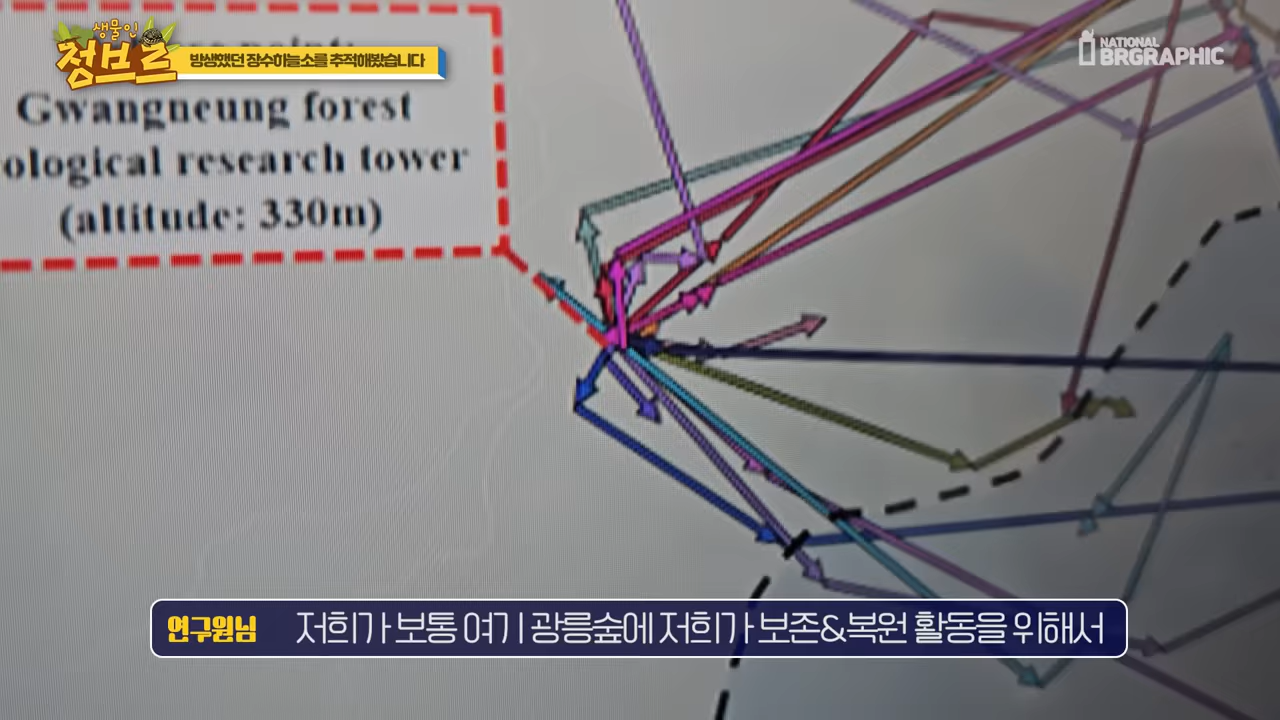 생물인
정브르
방생했던 장수하늘소를 추적해봤습니다
NATIONAL
BRGRAPHIC
Gwangneung forest
ological research tower
(altitude: 330m)
연구원님 저희가 보통 여기 광릉숲에 저희가 보존&복원 활동을 위해서